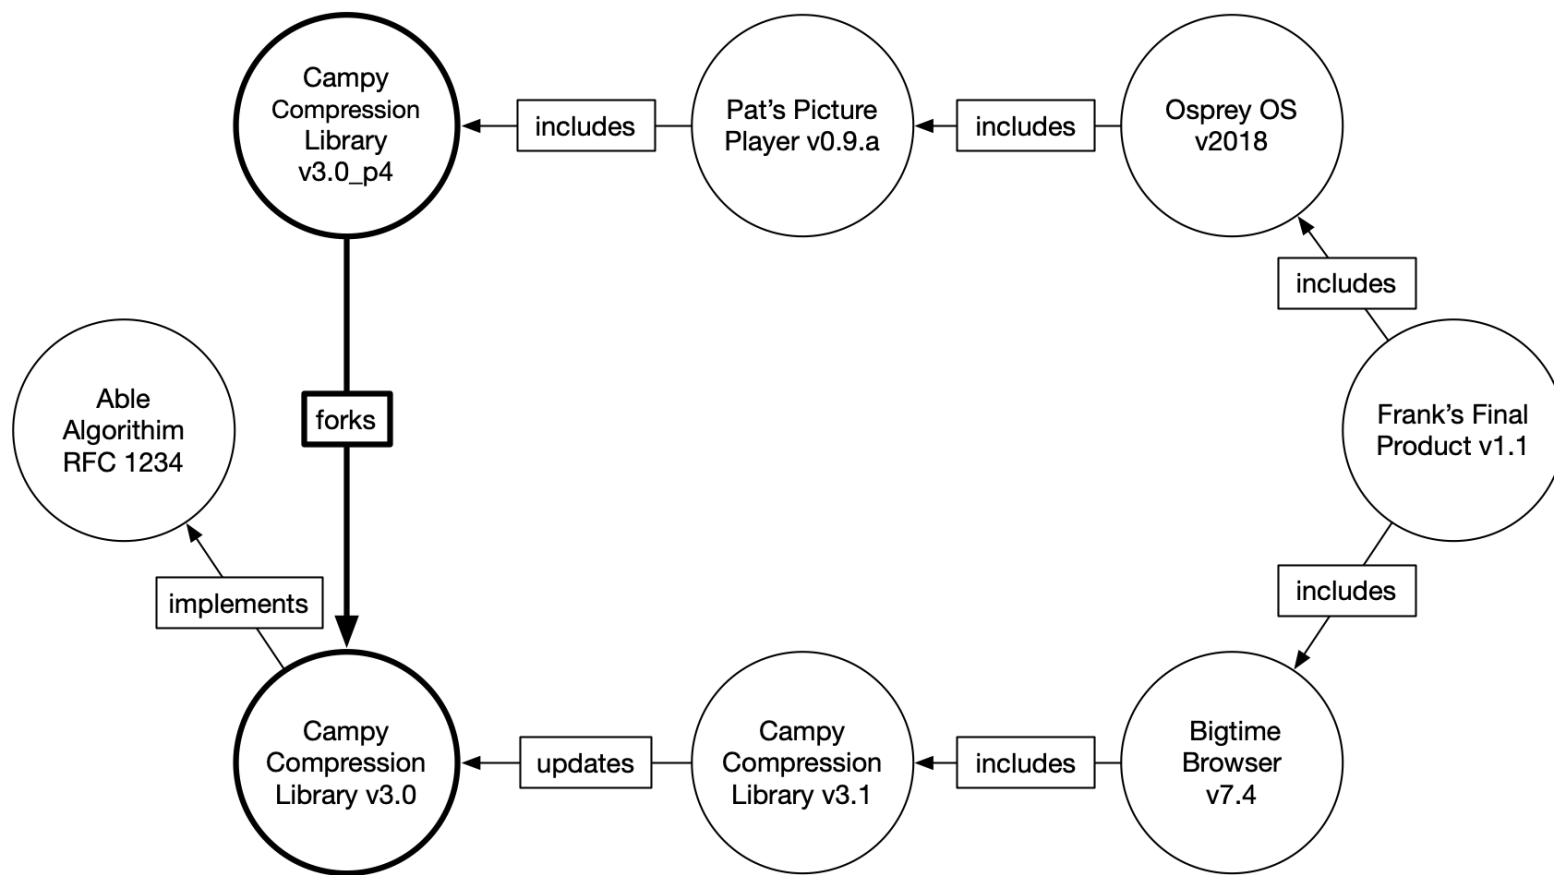 Campy
Compression
Library
v3.0_p4
includes
Pat's Picture
Player v0.9.a
includes
Osprey OS
v2018
includes
Able
Algorithim
RFC 1234
forks
Frank's Final
Product v1.1
implements
includes
Campy
Compression
Library v3.0
updates
Campy
Compression
Library v3.1
includes
Bigtime
Browser
v7.4